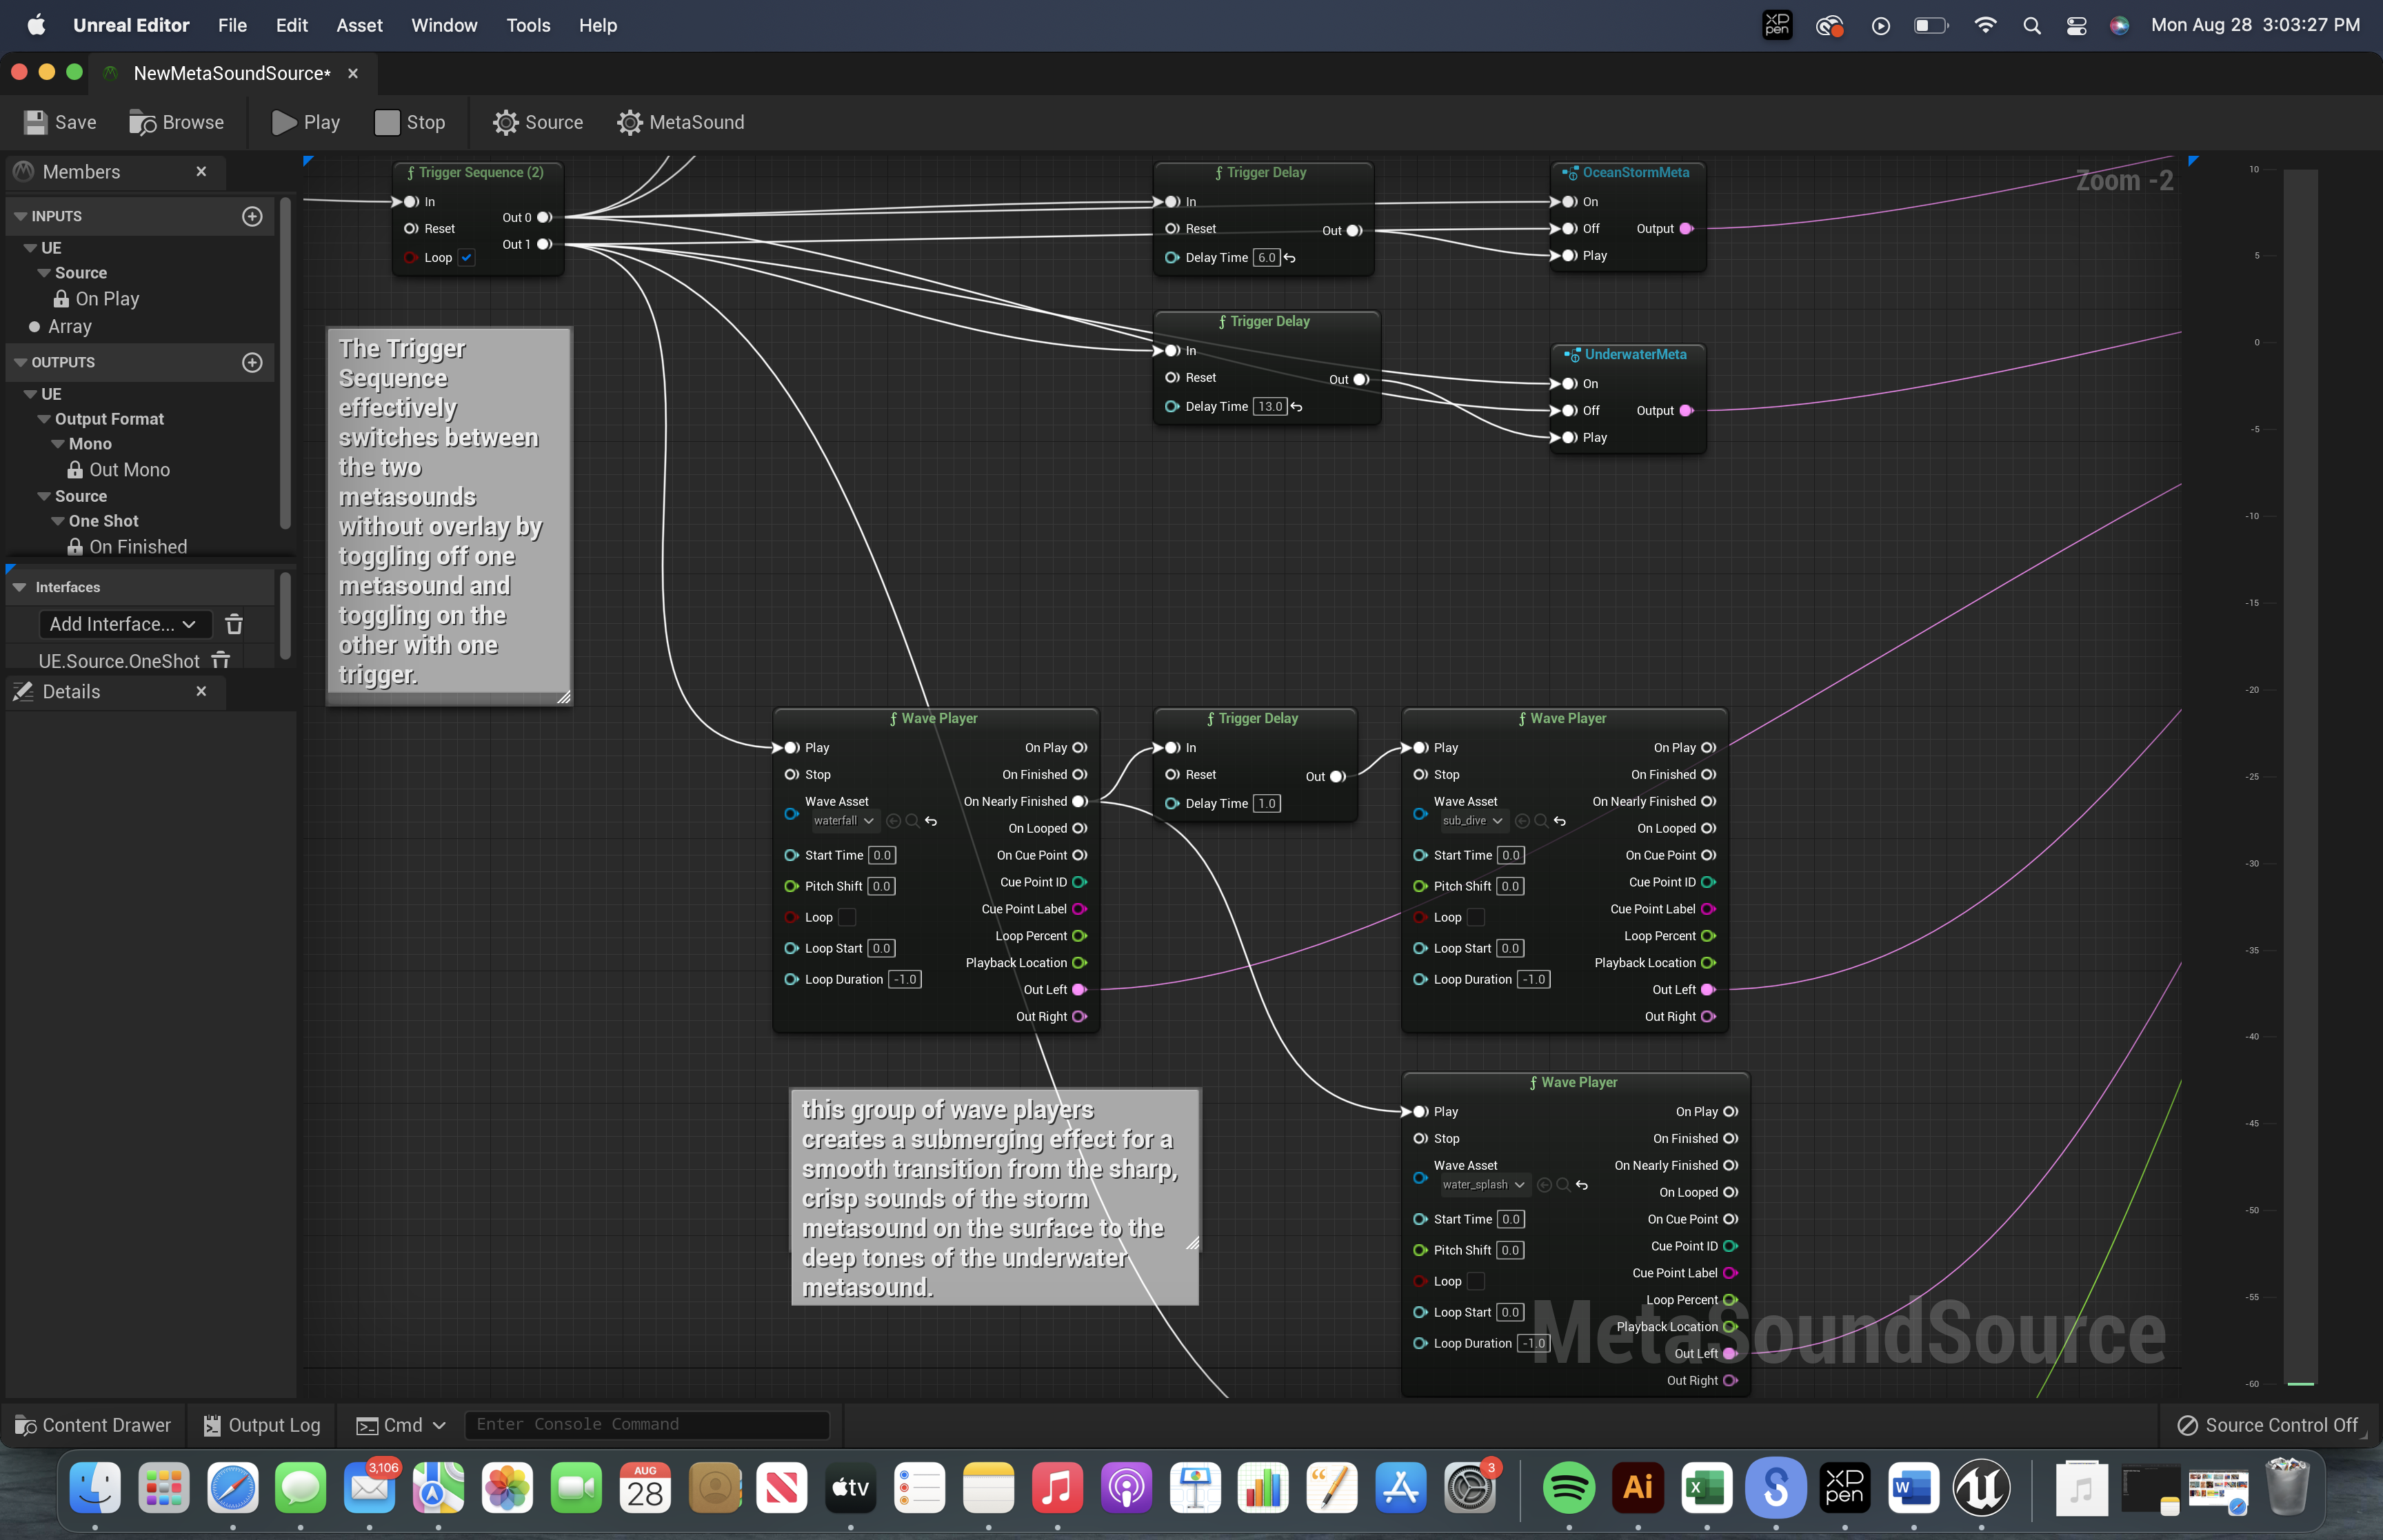 Unreal Editor File Edit Asset Window Tools Help
XP pen
Mon Aug 28 3:03:27 PM
NewMetaSoundSource*
Save Browse Play Stop Source MetaSound
Members
INPUTS
UE
Source
On Play
Array
OUTPUTS
UE
Output Format
Mono
Out Mono
Source
One Shot
On Finished
Interfaces
Add Interface...
UE.Source.OneShot
Details
Zoom -2
Trigger Sequence (2)
In
Out 0
Reset
Out 1
Loop
Trigger Delay
In
Reset
Out
Delay Time 6.0
OceanStormMeta
On
Off Output
Play
Trigger Delay
In
Reset
Out
Delay Time 13.0
UnderwaterMeta
On
Off Output
Play
The Trigger
Sequence
effectively
switches between
the two
metasounds
without overlay by
toggling off one
metasound and
toggling on the
other with one
trigger.
Wave Player
Play On Play
Stop On Finished
Wave Asset On Nearly Finished
waterfall
On Looped
Start Time 0.0 On Cue Point
Pitch Shift 0.0 Cue Point ID
Loop Cue Point Label
Loop Percent
Loop Start 0.0 Playback Location
Loop Duration -1.0 Out Left
Out Right
Trigger Delay
In
Reset
Out
Delay Time 1.0
Wave Player
Play On Play
Stop On Finished
Wave Asset On Nearly Finished
sub_dive
On Looped
Start Time 0.0 On Cue Point
Pitch Shift 0.0 Cue Point ID
Loop Cue Point Label
Loop Percent
Loop Start 0.0 Playback Location
Loop Duration -1.0 Out Left
Out Right
this group of wave players
creates a submerging effect for a
smooth transition from the sharp,
crisp sounds of the storm
metasound on the surface to the
deep tones of the underwater
metasound.
Wave Player
Play On Play
Stop On Finished
Wave Asset On Nearly Finished
water_splash
On Looped
Start Time 0.0 On Cue Point
Pitch Shift 0.0 Cue Point ID
Loop Cue Point Label
Loop Percent
Loop Start 0.0 Playback Location
Loop Duration -1.0 Out Left
Out Right
MetaSoundSource
10
5
0
-5
-10
-15
-20
-25
-30
-35
-40
-45
-50
-55
-60
Content Drawer Output Log Cmd Enter Console Command
Source Control Off
3,106
AUG
28
tv
3
Ai
X
S
XP pen
W